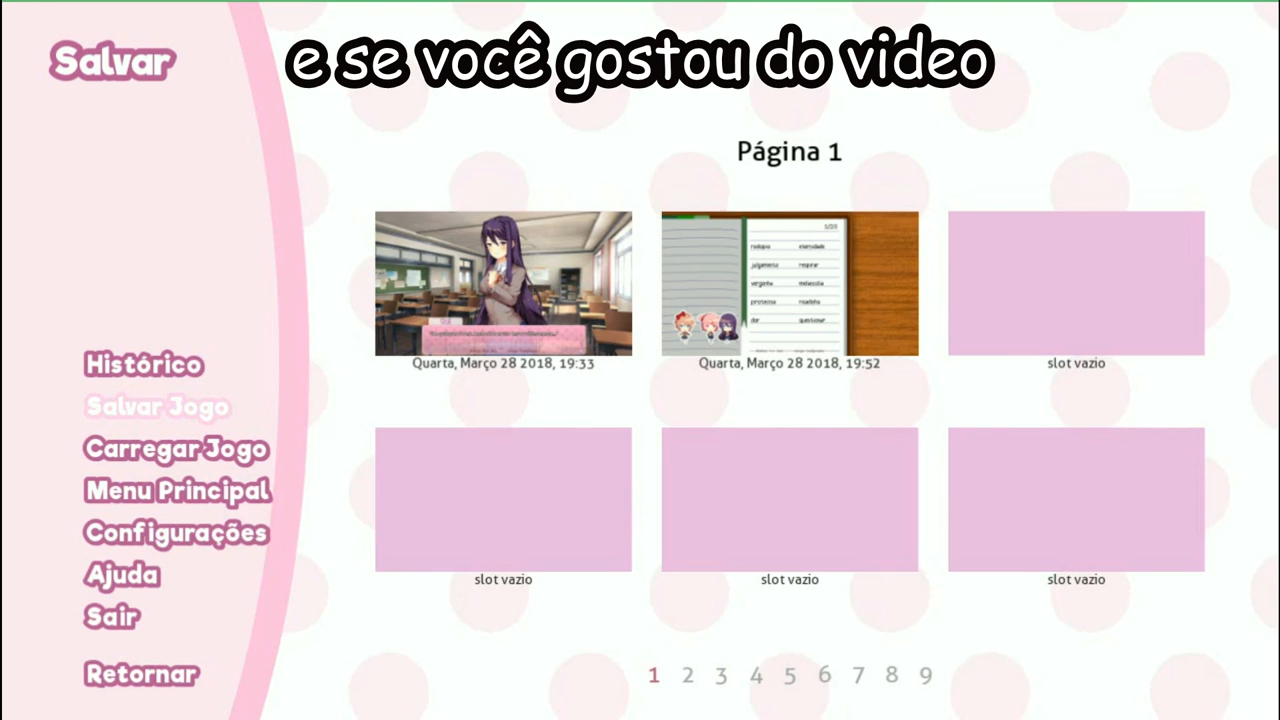 Salvar
e se você gostou do video
Página 1
1/20
Quarta, Março 28 2018, 19:33
Quarta, Março 28 2018, 19:52
slot vazio
slot vazio
slot vazio
slot vazio
Histórico
Salvar Jogo
Carregar Jogo
Menu Principal
Configurações
Ajuda
Sair
Retornar
1 2 3 4 5 6 7 8 9